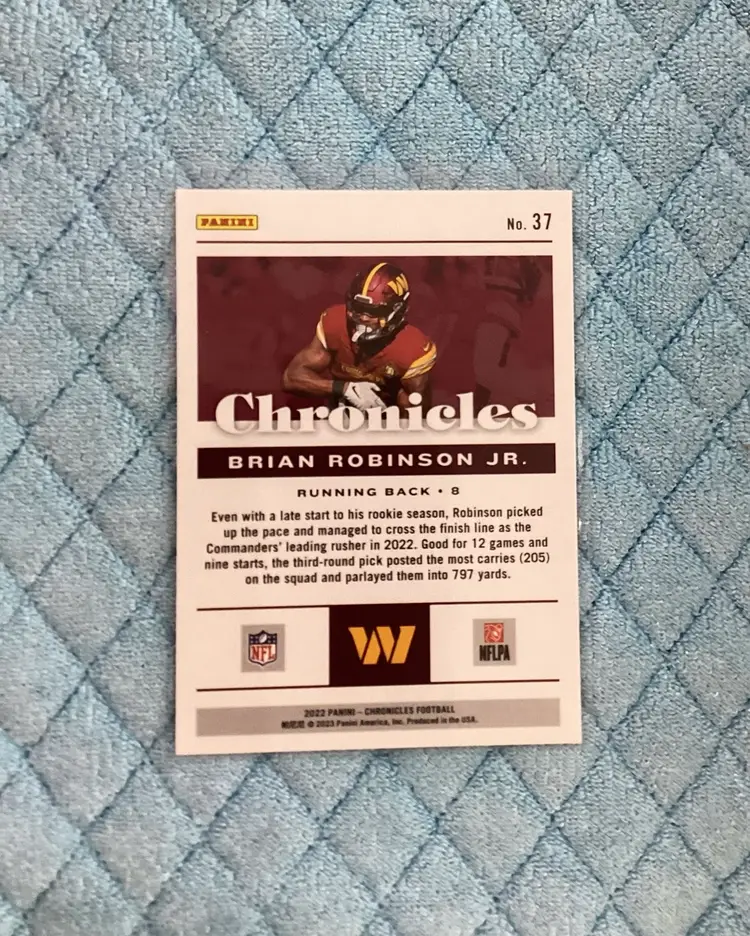 PANINI
No. 37
Chronicles
BRIAN ROBINSON JR.
RUNNING BACK • 8
Even with a late start to his rookie season, Robinson picked
up the pace and managed to cross the finish line as the
Commanders' leading rusher in 2022. Good for 12 games and
nine starts, the third-round pick posted the most carries (205)
on the squad and parlayed them into 797 yards.
NFL
W
NFLPA
2022 PANINI – CHRONICLES FOOTBALL
© 2023 Panini America, Inc. Produced in the USA.